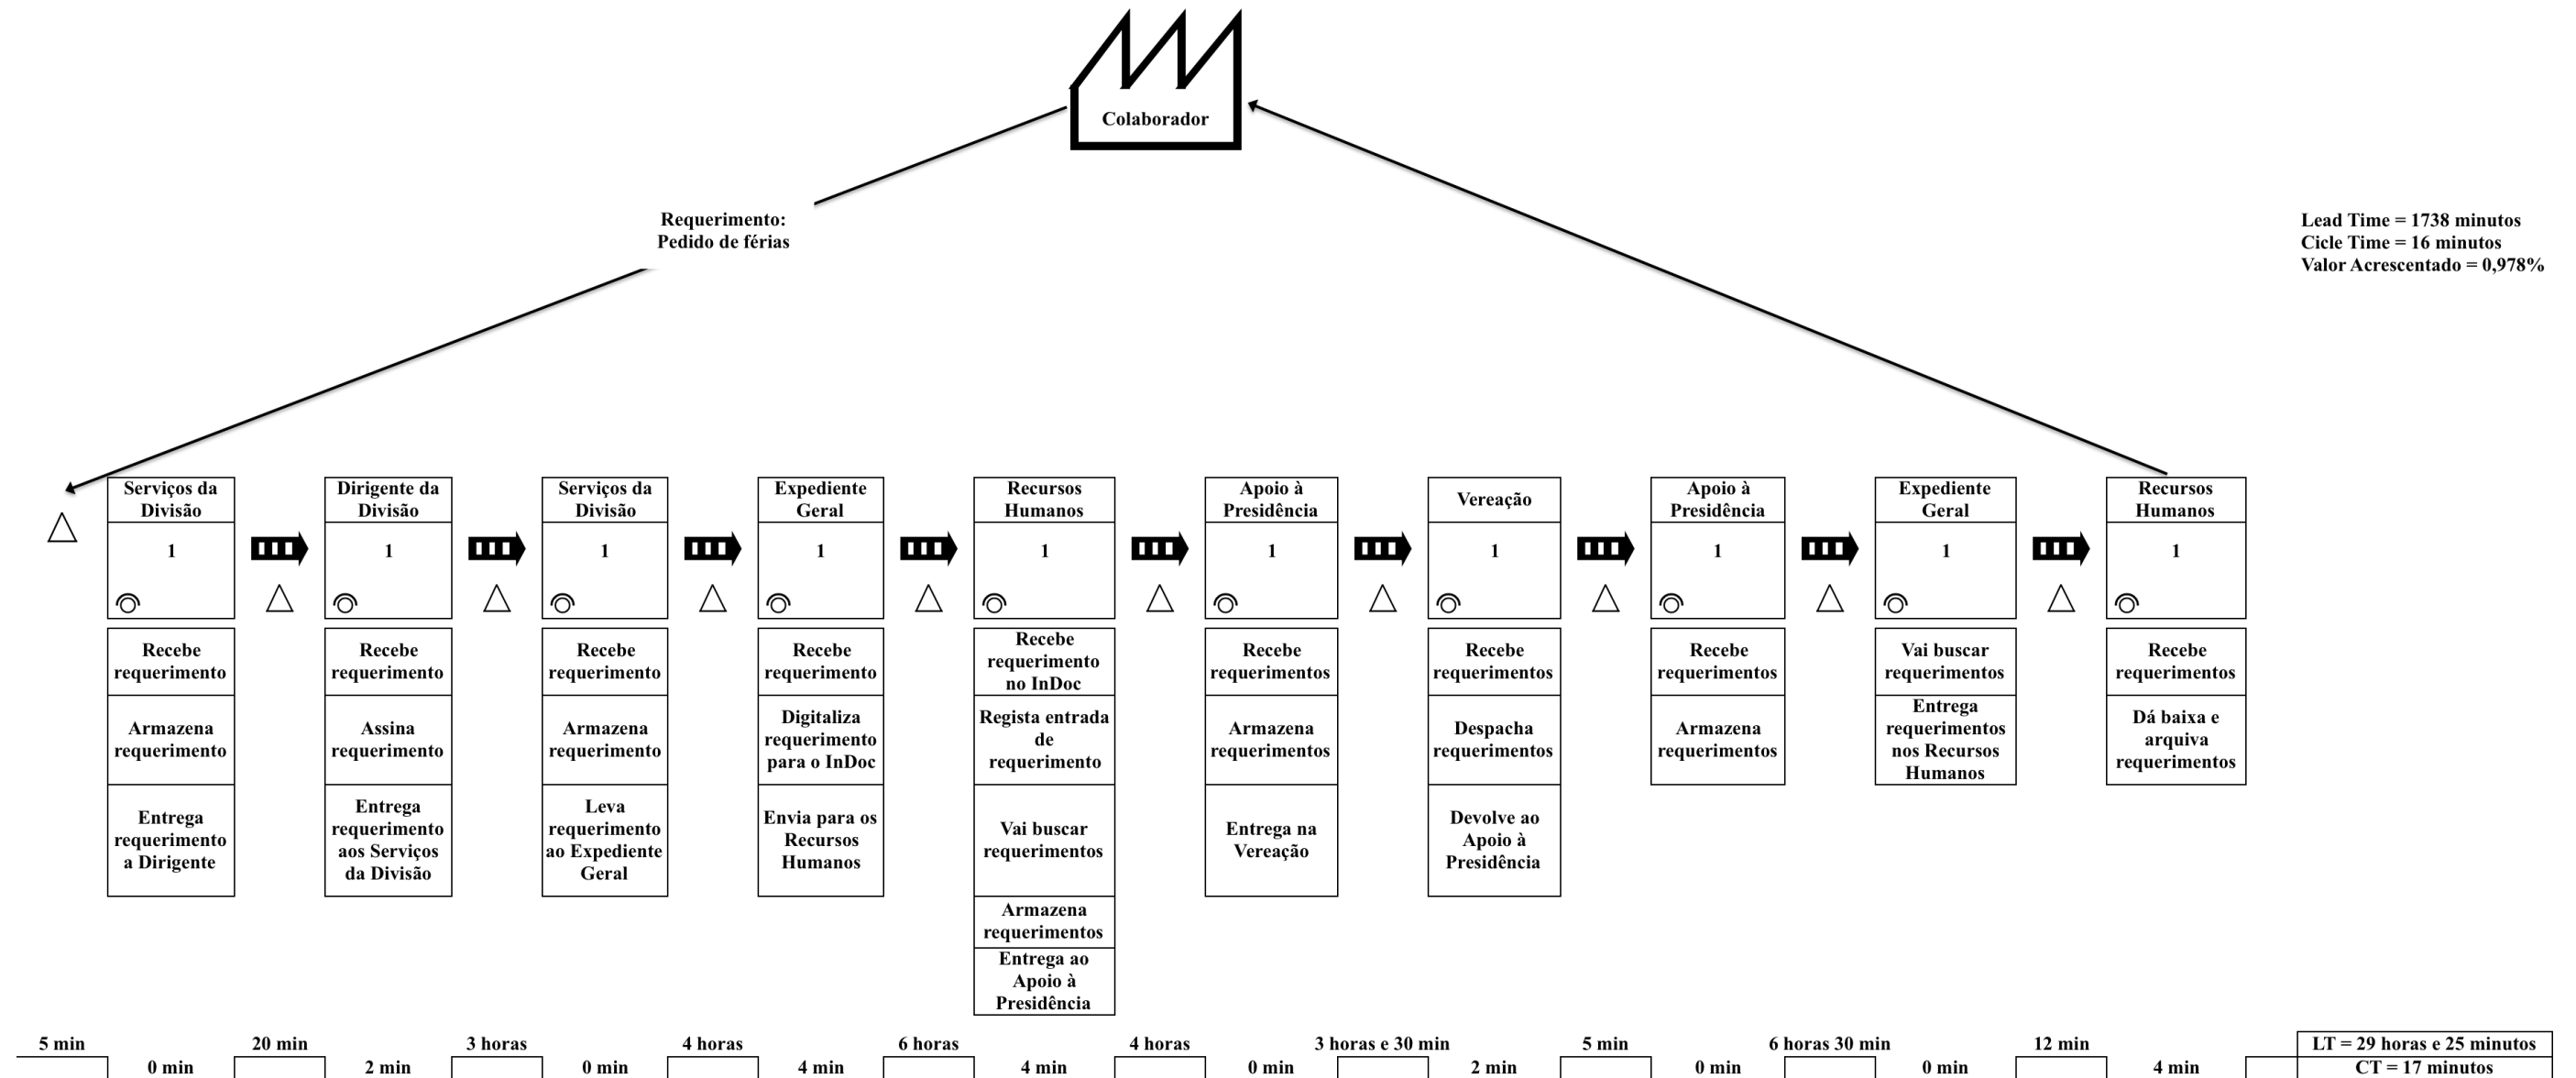 Colaborador
Requerimento:
Pedido de férias
Lead Time = 1738 minutos
Cicle Time = 16 minutos
Valor Acrescentado = 0,978%
Serviços da
Divisão
1
Recebe
requerimento
Armazena
requerimento
Entrega
requerimento
a Dirigente
Dirigente da
Divisão
1
Recebe
requerimento
Assina
requerimento
Entrega
requerimento
aos Serviços
da Divisão
Serviços da
Divisão
1
Recebe
requerimento
Armazena
requerimento
Leva
requerimento
ao Expediente
Geral
Expediente
Geral
1
Recebe
requerimento
Digitaliza
requerimento
para o InDoc
Envia para os
Recursos
Humanos
Recursos
Humanos
1
Recebe
requerimento
no InDoc
Regista entrada
de
requerimento
Vai buscar
requerimentos
Armazena
requerimentos
Entrega ao
Apoio à
Presidência
Apoio à
Presidência
1
Recebe
requerimentos
Armazena
requerimentos
Entrega na
Vereação
Vereação
1
Recebe
requerimentos
Despacha
requerimentos
Devolve ao
Apoio à
Presidência
Apoio à
Presidência
1
Recebe
requerimentos
Armazena
requerimentos
Expediente
Geral
1
Vai buscar
requerimentos
Entrega
requerimentos
nos Recursos
Humanos
Recursos
Humanos
1
Recebe
requerimentos
Dá baixa e
arquiva
requerimentos
5 min
0 min
20 min
2 min
3 horas
0 min
4 horas
4 min
6 horas
4 min
4 horas
0 min
3 horas e 30 min
2 min
5 min
0 min
6 horas 30 min
0 min
12 min
4 min
LT = 29 horas e 25 minutos
CT = 17 minutos